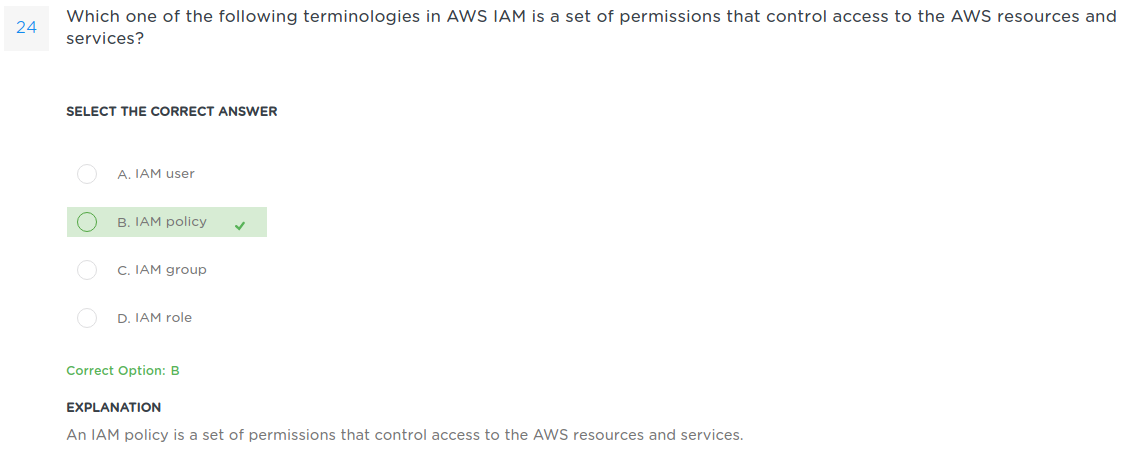 24
Which one of the following terminologies in AWS IAM is a set of permissions that control access to the AWS resources and
services?
SELECT THE CORRECT ANSWER
A. IAM user
B. IAM policy
C. IAM group
D. IAM role
Correct Option: B
EXPLANATION
An IAM policy is a set of permissions that control access to the AWS resources and services.